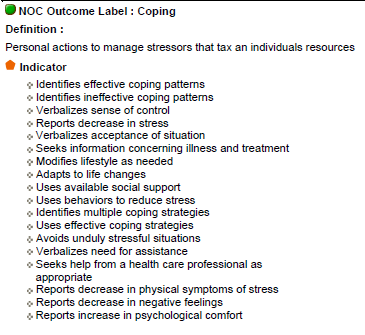 NOC Outcome Label : Coping
Definition :
Personal actions to manage stressors that tax an individuals resources
Indicator
Identifies effective coping patterns
Identifies ineffective coping patterns
Verbalizes sense of control
Reports decrease in stress
Verbalizes acceptance of situation
Seeks information concerning illness and treatment
Modifies lifestyle as needed
Adapts to life changes
Uses available social support
Uses behaviors to reduce stress
Identifies multiple coping strategies
Uses effective coping strategies
Avoids unduly stressful situations
Verbalizes need for assistance
Seeks help from a health care professional as
appropriate
Reports decrease in physical symptoms of stress
Reports decrease in negative feelings
Reports increase in psychological comfort